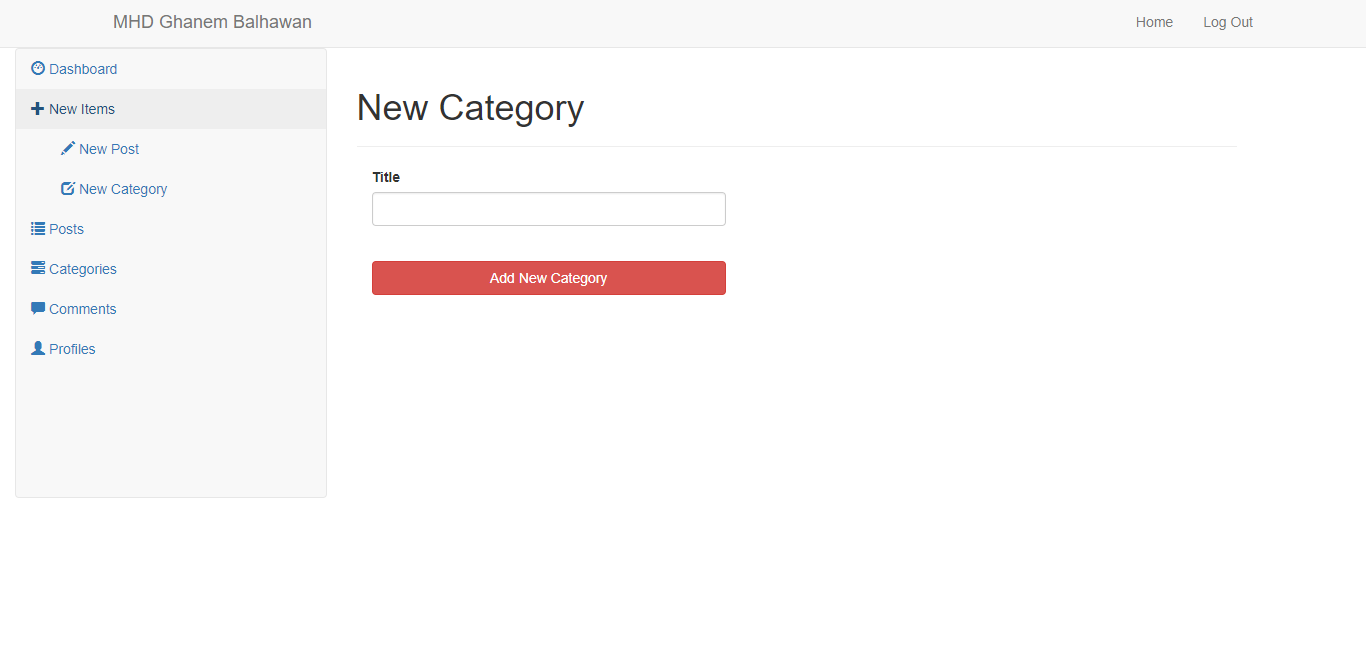 MHD Ghanem Balhawan
Home
Log Out
Dashboard
New Items
New Post
New Category
Posts
Categories
Comments
Profiles
New Category
Title
Add New Category